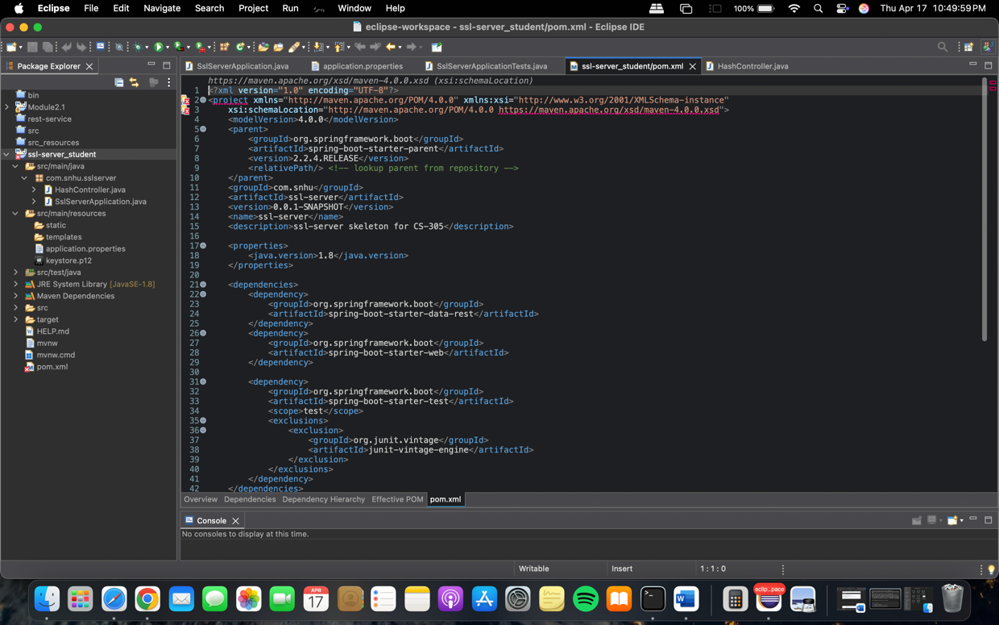 Eclipse File Edit Navigate Search Project Run Window Help 100% Thu Apr 17 10:49:59 PM
eclipse-workspace - ssl-server_student/pom.xml - Eclipse IDE
Package Explorer
bin
Module2.1
rest-service
src
src_resources
ssl-server_student
src/main/java
com.snhu.sslserver
HashController.java
SslServerApplication.java
src/main/resources
static
templates
application.properties
keystore.p12
src/test/java
JRE System Library [JavaSE-1.8]
Maven Dependencies
src
target
HELP.md
mvnw
mvnw.cmd
pom.xml
SslServerApplication.java application.properties SslServerApplicationTests.java ssl-server_student/pom.xml HashController.java
https://maven.apache.org/xsd/maven-4.0.0.xsd (xsi:schemaLocation)
1 <?xml version="1.0" encoding="UTF-8"?>
2 <project xmlns="http://maven.apache.org/POM/4.0.0" xmlns:xsi="http://www.w3.org/2001/XMLSchema-instance"
3 xsi:schemaLocation="http://maven.apache.org/POM/4.0.0 https://maven.apache.org/xsd/maven-4.0.0.xsd">
4 <modelVersion>4.0.0</modelVersion>
5 <parent>
6 <groupId>org.springframework.boot</groupId>
7 <artifactId>spring-boot-starter-parent</artifactId>
8 <version>2.2.4.RELEASE</version>
9 <relativePath/> <!-- lookup parent from repository -->
10 </parent>
11 <groupId>com.snhu</groupId>
12 <artifactId>ssl-server</artifactId>
13 <version>0.0.1-SNAPSHOT</version>
14 <name>ssl-server</name>
15 <description>ssl-server skeleton for CS-305</description>
16
17 <properties>
18 <java.version>1.8</java.version>
19 </properties>
20
21 <dependencies>
22 <dependency>
23 <groupId>org.springframework.boot</groupId>
24 <artifactId>spring-boot-starter-data-rest</artifactId>
25 </dependency>
26 <dependency>
27 <groupId>org.springframework.boot</groupId>
28 <artifactId>spring-boot-starter-web</artifactId>
29 </dependency>
30
31 <dependency>
32 <groupId>org.springframework.boot</groupId>
33 <artifactId>spring-boot-starter-test</artifactId>
34 <scope>test</scope>
35 <exclusions>
36 <exclusion>
37 <groupId>org.junit.vintage</groupId>
38 <artifactId>junit-vintage-engine</artifactId>
39 </exclusion>
40 </exclusions>
41 </dependency>
42 </dependencies>
Overview Dependencies Dependency Hierarchy Effective POM pom.xml
Console
No consoles to display at this time.
Writable Insert 1 : 1 : 0
APR
17
eclip...pace